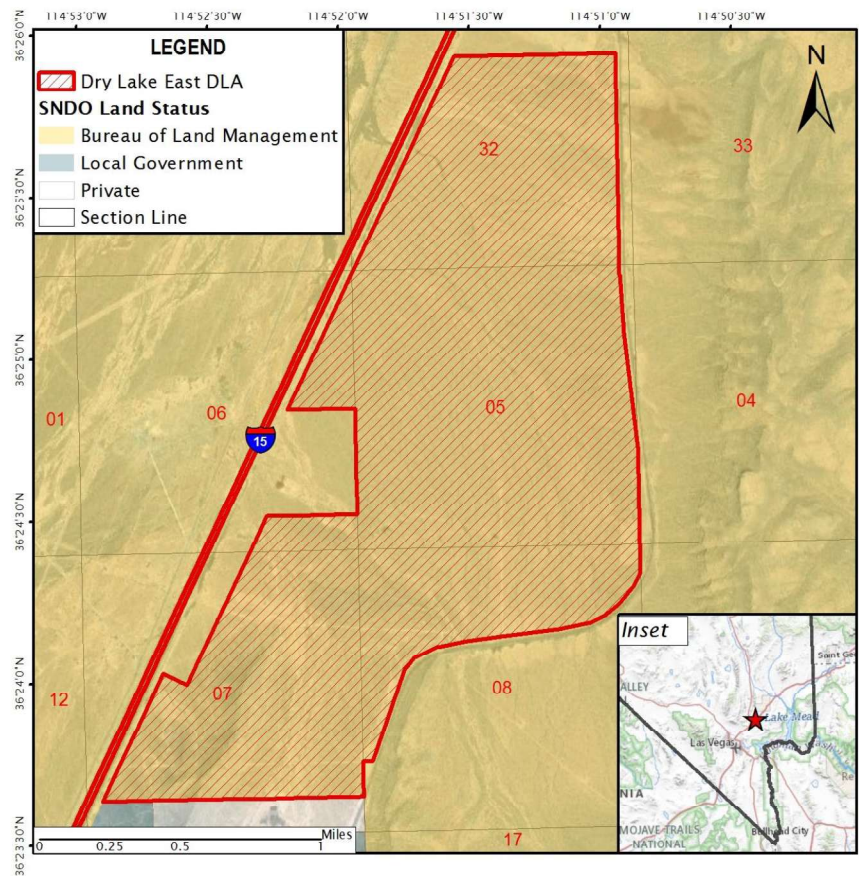 114°53'0"W 114°52'30"W 114°52'0"W 114°51'30"W 114°51'0"W 114°50'30"W
36°26'0"N
36°25'30"N
36°25'0"N
36°24'30"N
36°24'0"N
36°23'30"N
LEGEND
Dry Lake East DLA
SNDO Land Status
Bureau of Land Management
Local Government
Private
Section Line
N
32
33
01
06
05
04
15
12
07
08
17
Miles
0 0.25 0.5 1
Inset
Saint Ge
ALLEY
Lake Mead
Las Vegas
Re
NIA
MOJAVE TRAILS
NATIONAL
Bullhead City